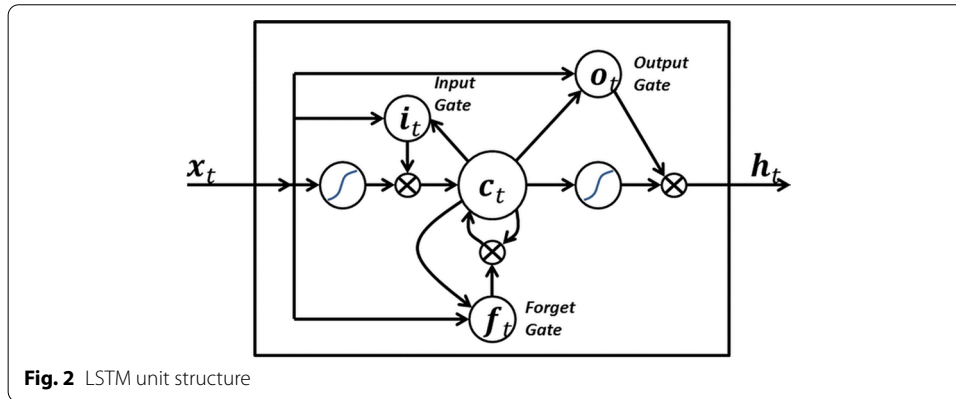 Output
Gate
o_t
Input
Gate
i_t
x_t
c_t
h_t
f_t
Forget
Gate
Fig. 2 LSTM unit structure